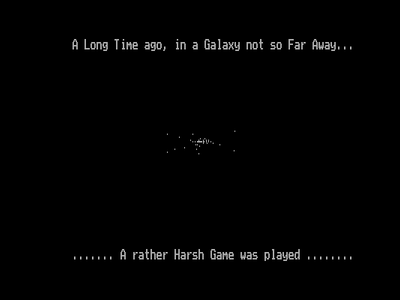 A Long Time ago, in a Galaxy not so Far Away...
....... A rather Harsh Game was played ........